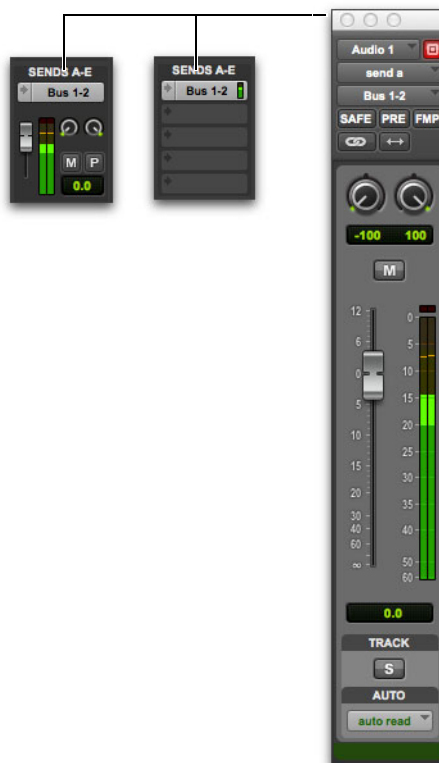 SENDS A-E
Bus 1-2
M P
0.0
SENDS A-E
Bus 1-2
Audio 1
send a
Bus 1-2
SAFE PRE FMP
-100 100
M
12
6
0
5
10
15
20
30
40
60
∞
0
5
10
15
20
25
30
35
40
50
60
0.0
TRACK
S
AUTO
auto read